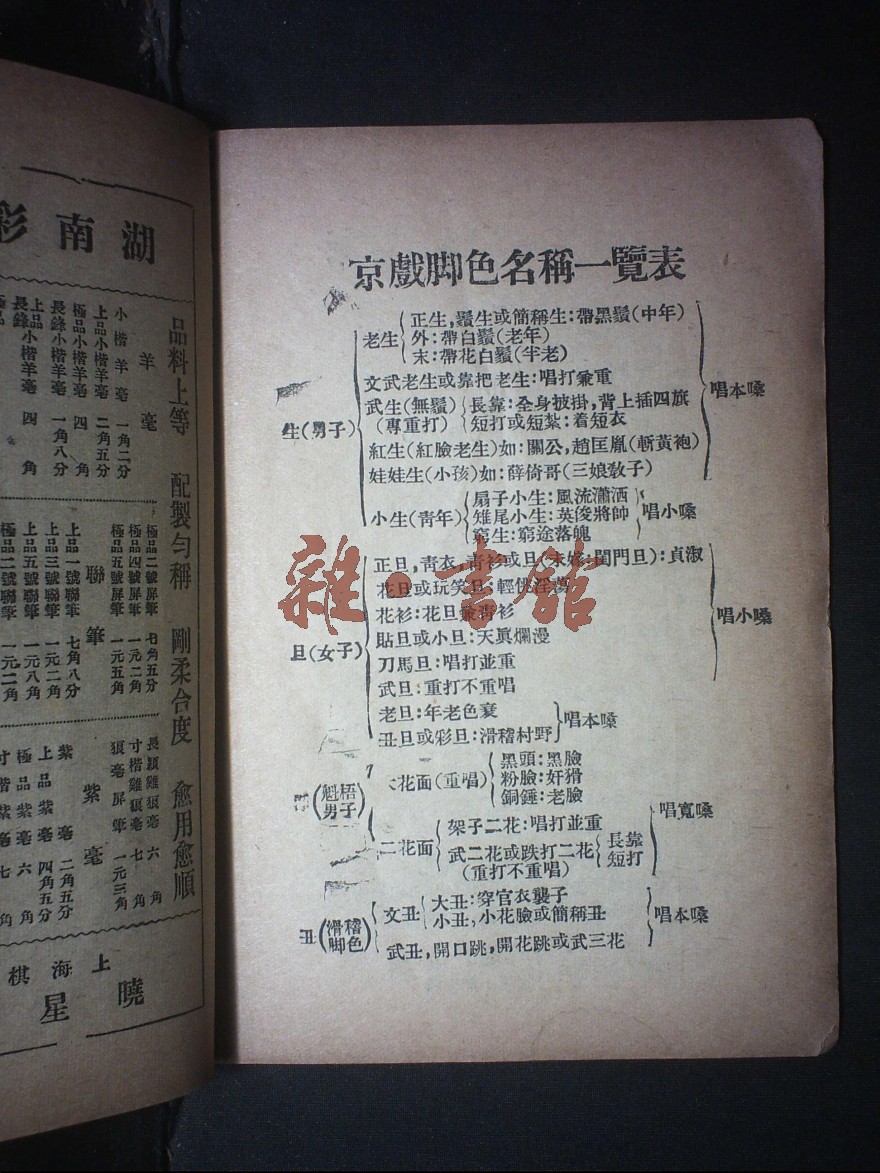 京戲脚色名稱一覽表
生(男子)
老生
正生,鬚生或簡稱生:帶黑鬚(中年)
外:帶白鬚(老年)
末:帶花白鬚(半老)
文武老生或靠把老生:唱打兼重
武生(無鬚)
(專重打)
長靠:全身披掛,背上插四旗
短打或短紮:着短衣
紅生(紅臉老生)如:關公,趙匡胤(斬黃袍)
娃娃生(小孩)如:薛倚哥(三娘敎子)
唱本嗓
小生(青年)
扇子小生:風流瀟洒
雉尾小生:英俊將帥
窮生:窮途落魄
唱小嗓
旦(女子)
正旦,靑衣,靑衫或旦(未嫁:閨門旦):貞淑
花旦或玩笑旦:輕佻淫蕩
花衫:花旦兼靑衫
貼旦或小旦:天眞爛漫
刀馬旦:唱打並重
武旦:重打不重唱
唱小嗓
老旦:年老色衰
丑旦或彩旦:滑稽村野
唱本嗓
(魁梧男子)
大花面(重唱)
黑頭:黑臉
粉臉:奸猾
銅錘:老臉
二花面
架子二花:唱打並重
武二花或跌打二花
(重打不重唱)
長靠
短打
唱寬嗓
丑(滑稽脚色)
文丑
大丑:穿官衣襲子
小丑,小花臉或簡稱丑
武丑,開口跳,開花跳或武三花
唱本嗓
雜·書館
湖南彩
品料上等 配製勻稱 剛柔合度 愈用愈順
羊毫
小楷羊毫 一角二分
上品小楷羊毫 二角五分
極品小楷羊毫 四角
長鋒小楷羊毫 一角八分
上品長鋒小楷羊毫 四角
聯筆
極品二號屏筆 七角五分
極品四號屏筆 一元二角
極品五號屏筆 一元五角
上品一號聯筆 七角八分
上品三號聯筆 一元二角
上品五號聯筆 一元八角
極品二號聯筆 一元二角
紫毫
長潁雞狼毫 六角
寸楷雞狼毫 七角
狼毫屏筆 一元三角
紫毫 二角五分
上品紫毫 四角五分
極品紫毫 六角
寸楷紫毫 七角
上海棋
曉星